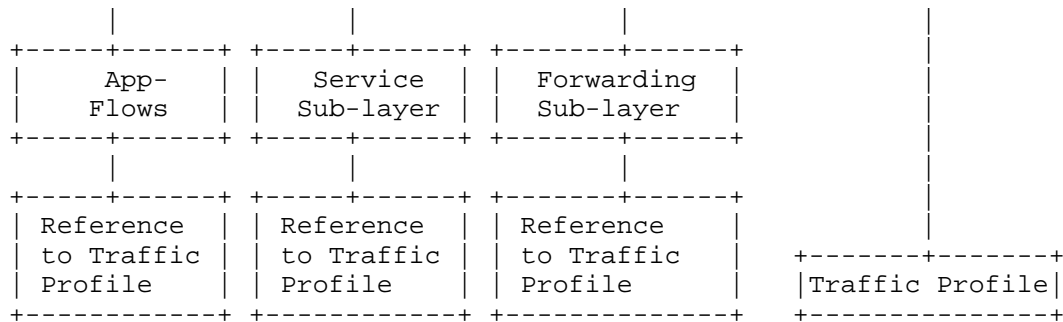 App-
Flows
Service
Sub-layer
Forwarding
Sub-layer
Reference
to Traffic
Profile
Reference
to Traffic
Profile
Reference
to Traffic
Profile
Traffic Profile